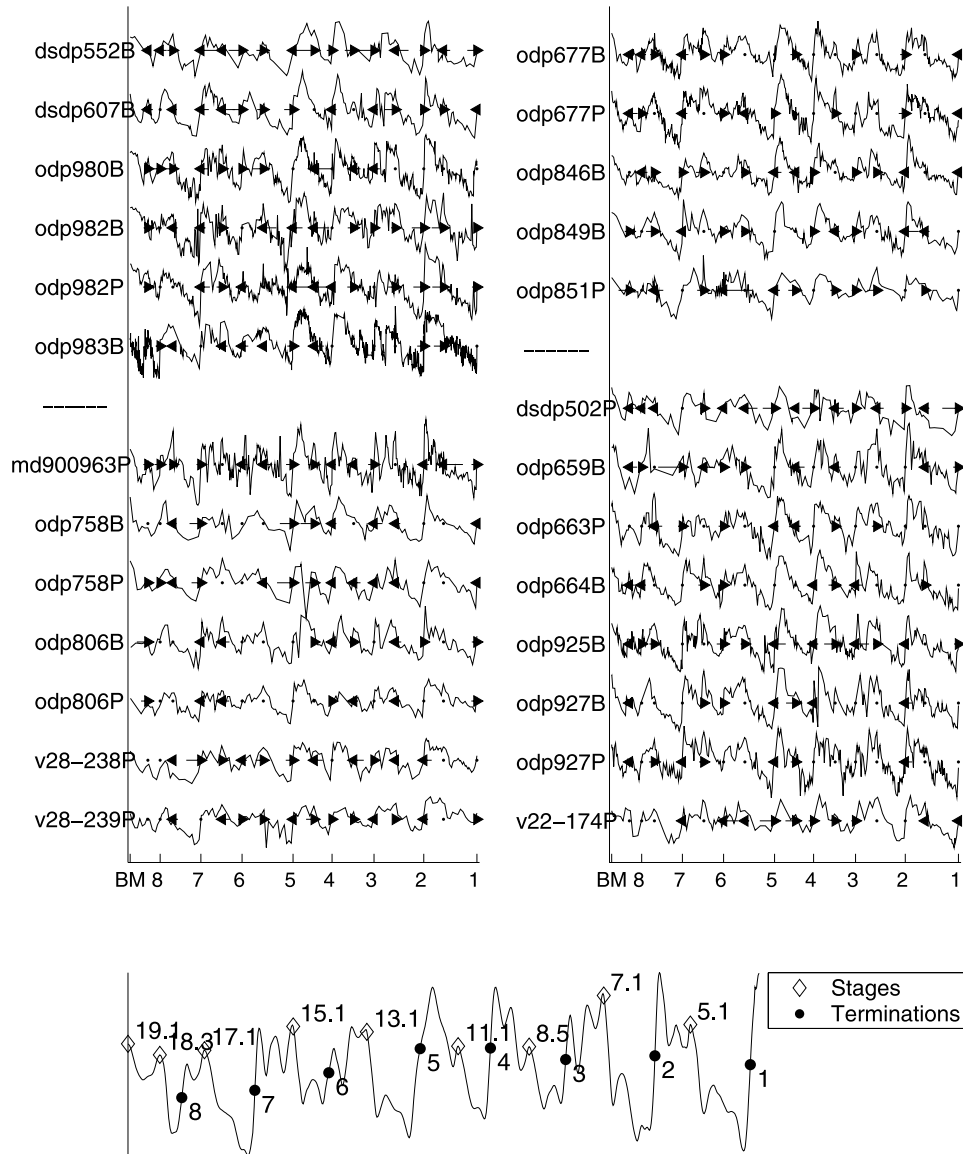 dsdp552B
dsdp607B
odp980B
odp982B
odp982P
odp983B
------
md900963P
odp758B
odp758P
odp806B
odp806P
v28-238P
v28-239P
BM 8 7 6 5 4 3 2 1
odp677B
odp677P
odp846B
odp849B
odp851P
------
dsdp502P
odp659B
odp663P
odp664B
odp925B
odp927B
odp927P
v22-174P
BM 8 7 6 5 4 3 2 1
19.1 18.3 17.1 15.1 13.1 11.1 8.5 7.1 5.1
8 7 6 5 4 3 2 1
Stages
Terminations